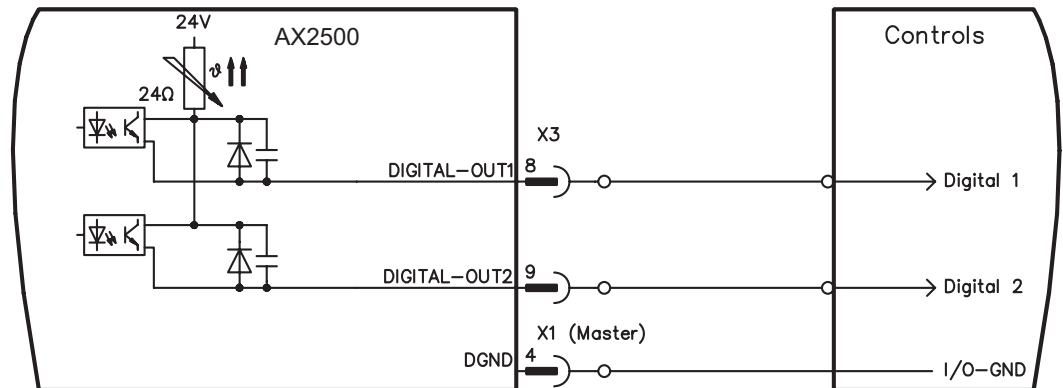 24V
AX2500
Controls
ϑ
24Ω
X3
DIGITAL-OUT1
8
Digital 1
DIGITAL-OUT2
9
Digital 2
X1 (Master)
DGND
4
I/O-GND